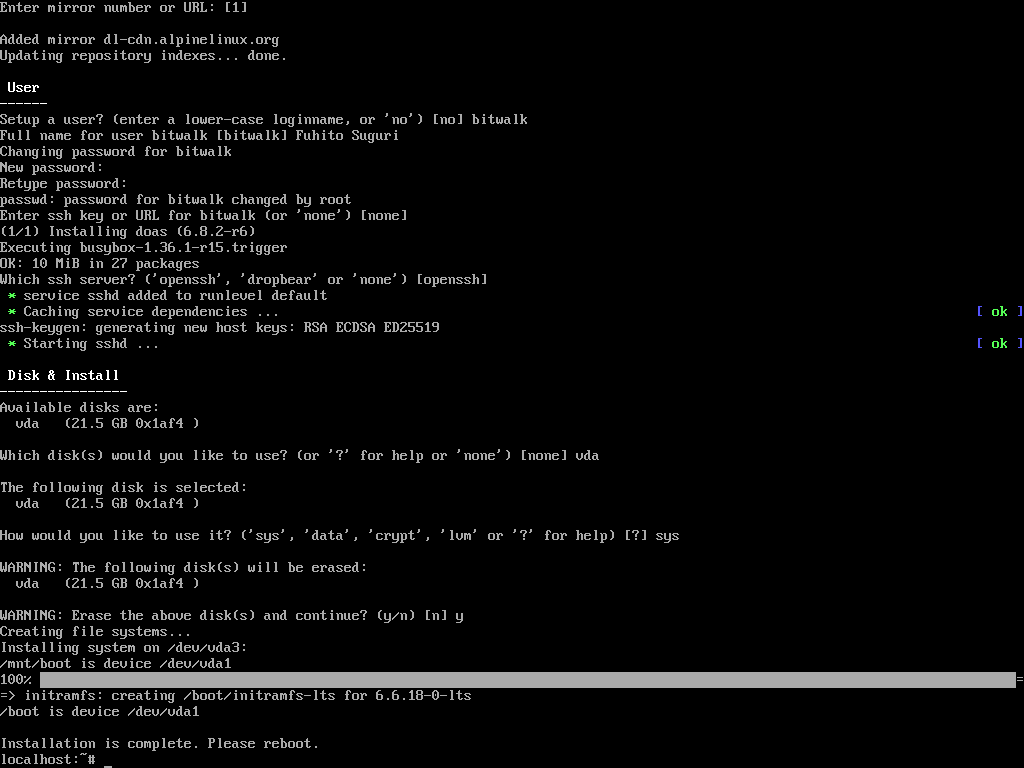 Enter mirror number or URL: [1]
Added mirror dl-cdn.alpinelinux.org
Updating repository indexes... done.
User
------
Setup a user? (enter a lower-case loginname, or 'no') [no] bitwalk
Full name for user bitwalk [bitwalk] Fuhito Suguri
Changing password for bitwalk
New password:
Retype password:
passwd: password for bitwalk changed by root
Enter ssh key or URL for bitwalk (or 'none') [none]
(1/1) Installing doas (6.8.2-r6)
Executing busybox-1.36.1-r15.trigger
OK: 10 MiB in 27 packages
Which ssh server? ('openssh', 'dropbear' or 'none') [openssh]
* service sshd added to runlevel default
* Caching service dependencies ... [ ok ]
ssh-keygen: generating new host keys: RSA ECDSA ED25519
* Starting sshd ... [ ok ]
Disk & Install
----------------
Available disks are:
vda (21.5 GB 0x1af4 )
Which disk(s) would you like to use? (or '?' for help or 'none') [none] vda
The following disk is selected:
vda (21.5 GB 0x1af4 )
How would you like to use it? ('sys', 'data', 'crypt', 'lvm' or '?' for help) [?] sys
WARNING: The following disk(s) will be erased:
vda (21.5 GB 0x1af4 )
WARNING: Erase the above disk(s) and continue? (y/n) [n] y
Creating file systems...
Installing system on /dev/vda3:
/mnt/boot is device /dev/vda1
100% =
=> initramfs: creating /boot/initramfs-lts for 6.6.18-0-lts
/boot is device /dev/vda1
Installation is complete. Please reboot.
localhost:~# _